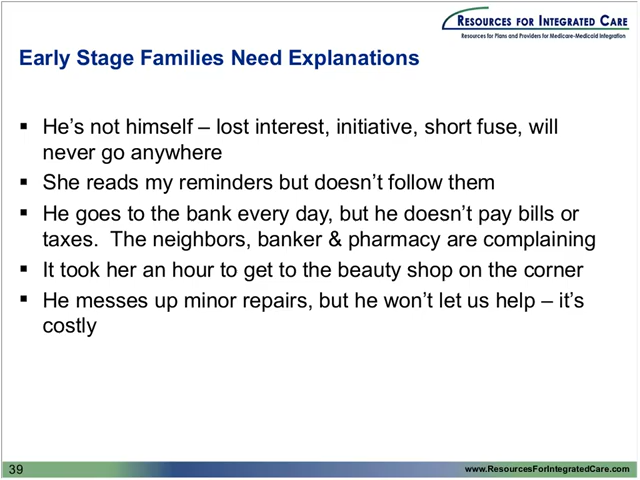 RESOURCES FOR INTEGRATED CARE
Resources for Plans and Providers for Medicare-Medicaid Integration
Early Stage Families Need Explanations
▪ He’s not himself – lost interest, initiative, short fuse, will
never go anywhere
▪ She reads my reminders but doesn’t follow them
▪ He goes to the bank every day, but he doesn’t pay bills or
taxes.  The neighbors, banker & pharmacy are complaining
▪ It took her an hour to get to the beauty shop on the corner
▪ He messes up minor repairs, but he won’t let us help – it’s
costly
39
www.ResourcesForIntegratedCare.com